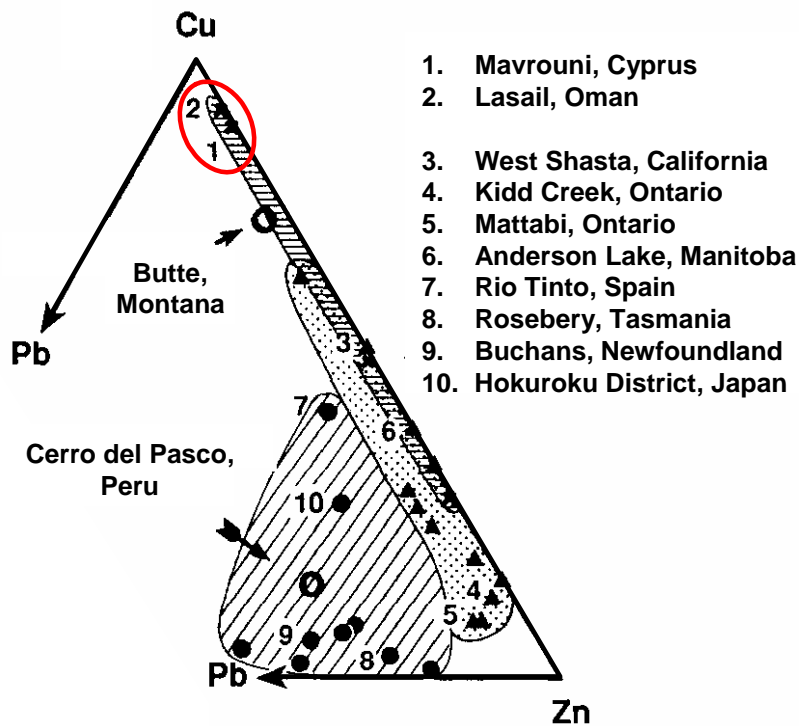 Cu
1. Mavrouni, Cyprus
2. Lasail, Oman
3. West Shasta, California
4. Kidd Creek, Ontario
5. Mattabi, Ontario
6. Anderson Lake, Manitoba
7. Rio Tinto, Spain
8. Rosebery, Tasmania
9. Buchans, Newfoundland
10. Hokuroku District, Japan
2
1
Butte,
Montana
Pb
3
7
6
Cerro del Pasco,
Peru
10
4
5
9
8
Pb
Zn